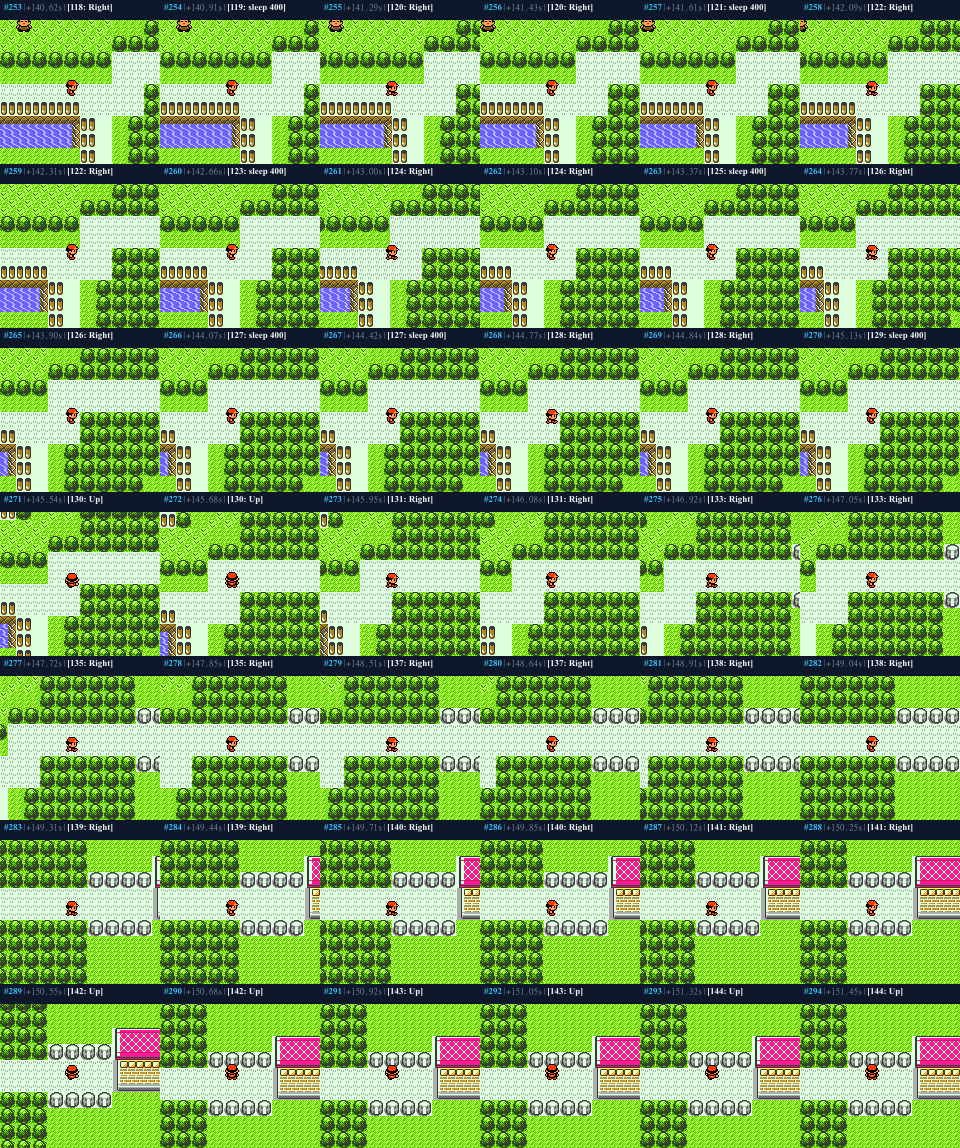 #253 | +140.62s | [118: Right] #254 | +140.91s | [119: sleep 400] #255 | +141.29s | [120: Right] #256 | +141.43s | [120: Right] #257 | +141.61s | [121: sleep 400] #258 | +142.09s | [122: Right]
#259 | +142.31s | [122: Right] #260 | +142.66s | [123: sleep 400] #261 | +143.00s | [124: Right] #262 | +143.10s | [124: Right] #263 | +143.37s | [125: sleep 400] #264 | +143.77s | [126: Right]
#265 | +143.90s | [126: Right] #266 | +144.07s | [127: sleep 400] #267 | +144.42s | [127: sleep 400] #268 | +144.77s | [128: Right] #269 | +144.84s | [128: Right] #270 | +145.13s | [129: sleep 400]
#271 | +145.54s | [130: Up] #272 | +145.68s | [130: Up] #273 | +145.95s | [131: Right] #274 | +146.08s | [131: Right] #275 | +146.92s | [133: Right] #276 | +147.05s | [133: Right]
#277 | +147.72s | [135: Right] #278 | +147.85s | [135: Right] #279 | +148.51s | [137: Right] #280 | +148.64s | [137: Right] #281 | +148.91s | [138: Right] #282 | +149.04s | [138: Right]
#283 | +149.31s | [139: Right] #284 | +149.44s | [139: Right] #285 | +149.71s | [140: Right] #286 | +149.85s | [140: Right] #287 | +150.12s | [141: Right] #288 | +150.25s | [141: Right]
#289 | +150.55s | [142: Up] #290 | +150.68s | [142: Up] #291 | +150.92s | [143: Up] #292 | +151.05s | [143: Up] #293 | +151.32s | [144: Up] #294 | +151.45s | [144: Up]